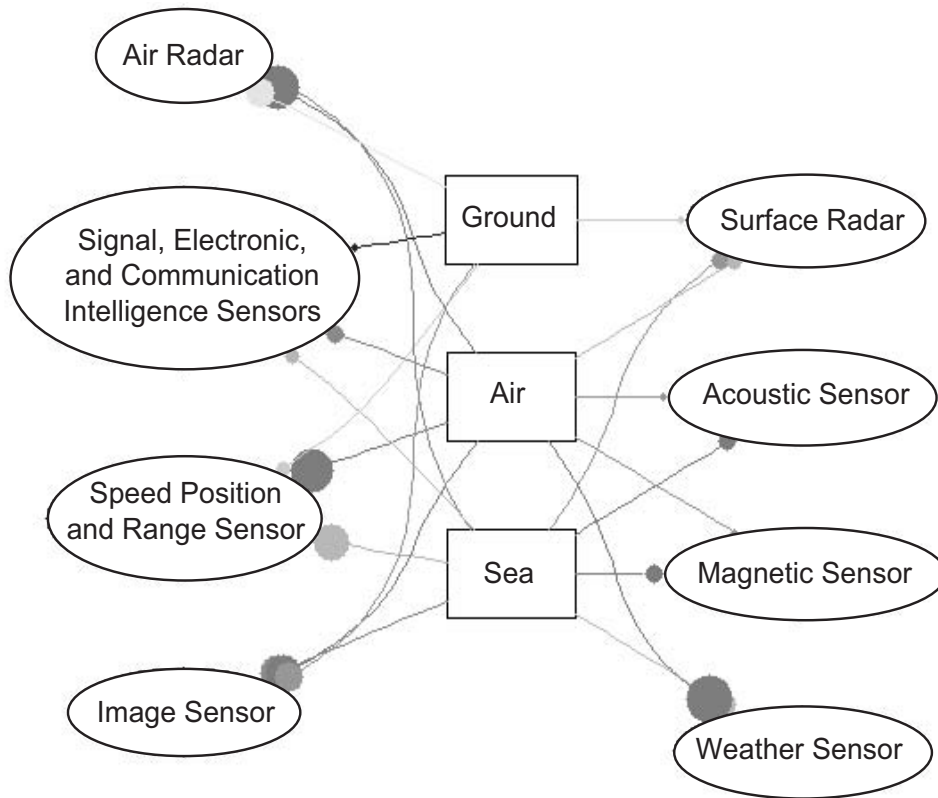 Air Radar
Signal, Electronic,
and Communication
Intelligence Sensors
Speed Position
and Range Sensor
Image Sensor
Ground
Air
Sea
Surface Radar
Acoustic Sensor
Magnetic Sensor
Weather Sensor